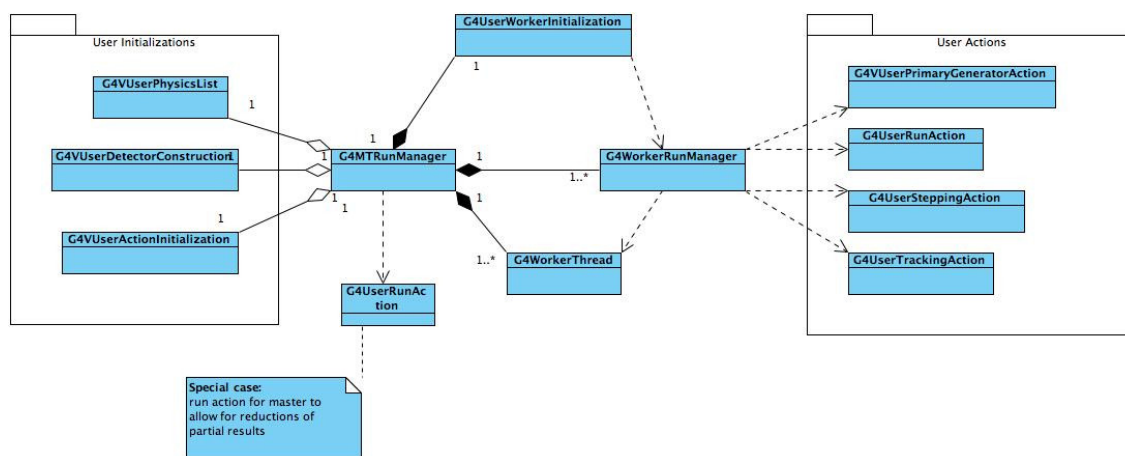 User Initializations
G4VUserPhysicsList
1
G4VUserDetectorConstruction
1
G4VUserActionInitialization
1
G4UserWorkerInitialization
1
1
G4MTRunManager
1
1
1
1
1
G4WorkerRunManager
1..*
G4WorkerThread
1..*
G4UserRunAc
tion
Special case:
run action for master to
allow for reductions of
partial results
User Actions
G4VUserPrimaryGeneratorAction
G4UserRunAction
G4UserSteppingAction
G4UserTrackingAction